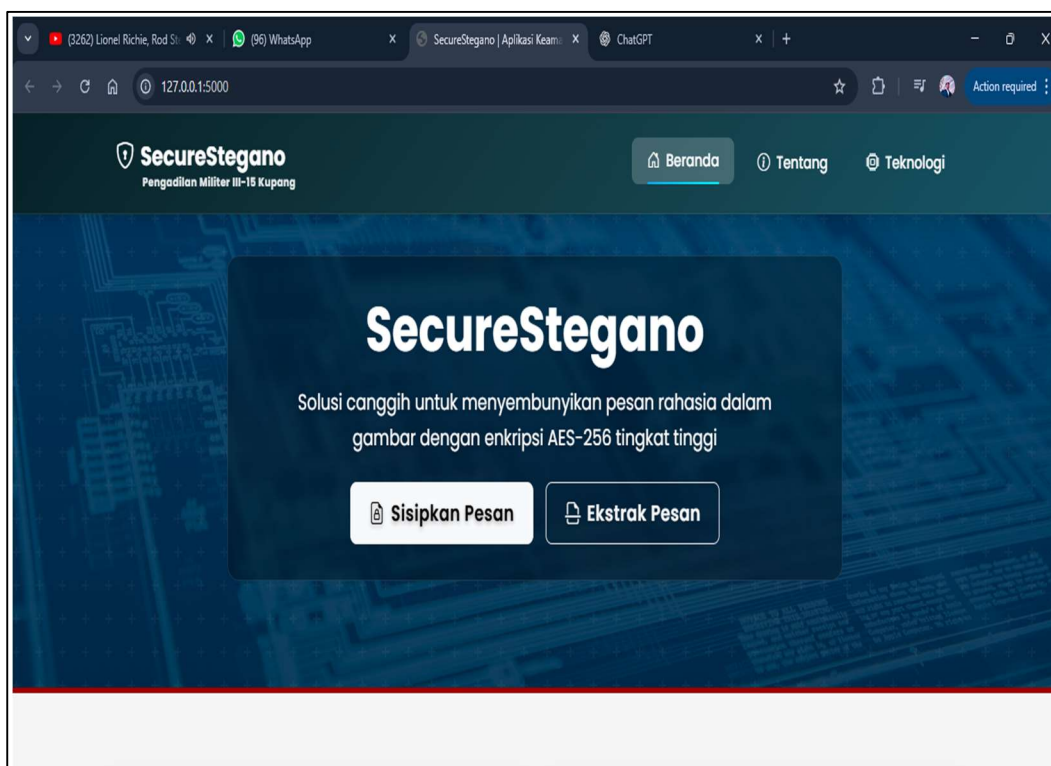 (3262) Lionel Richie, Rod St
(96) WhatsApp
SecureStegano | Aplikasi Keama
ChatGPT
127.0.0.1:5000
Action required
SecureStegano
Pengadilan Militer III-15 Kupang
Beranda
Tentang
Teknologi
SecureStegano
Solusi canggih untuk menyembunyikan pesan rahasia dalam
gambar dengan enkripsi AES-256 tingkat tinggi
Sisipkan Pesan
Ekstrak Pesan